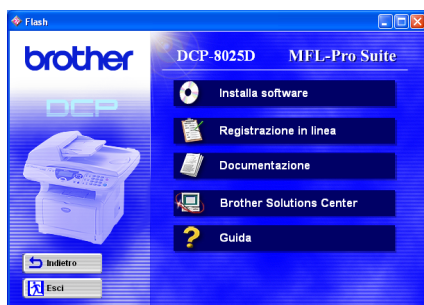 Flash
brother
DCP-8025D MFL-Pro Suite
DCP
Installa software
Registrazione in linea
Documentazione
Brother Solutions Center
Guida
Indietro
Esci